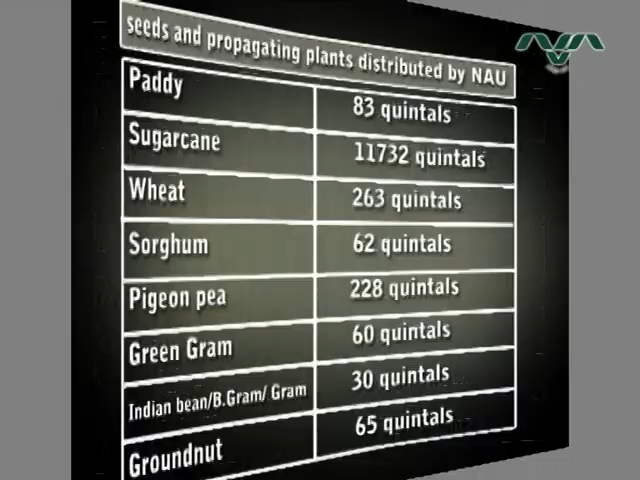 seeds and propagating plants distributed by NAU
Paddy 83 quintals
Sugarcane 11732 quintals
Wheat 263 quintals
Sorghum 62 quintals
Pigeon pea 228 quintals
Green Gram 60 quintals
Indian bean/B.Gram/ Gram 30 quintals
Groundnut 65 quintals
NAU